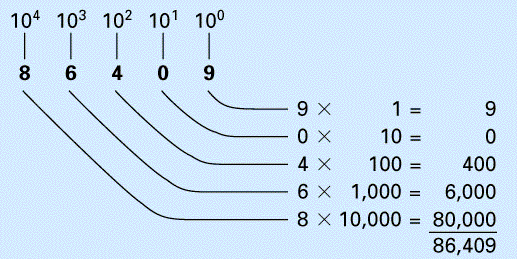 10⁴ 10³ 10² 10¹ 10⁰
8 6 4 0 9
9 × 1 = 9
0 × 10 = 0
4 × 100 = 400
6 × 1,000 = 6,000
8 × 10,000 = 80,000
86,409